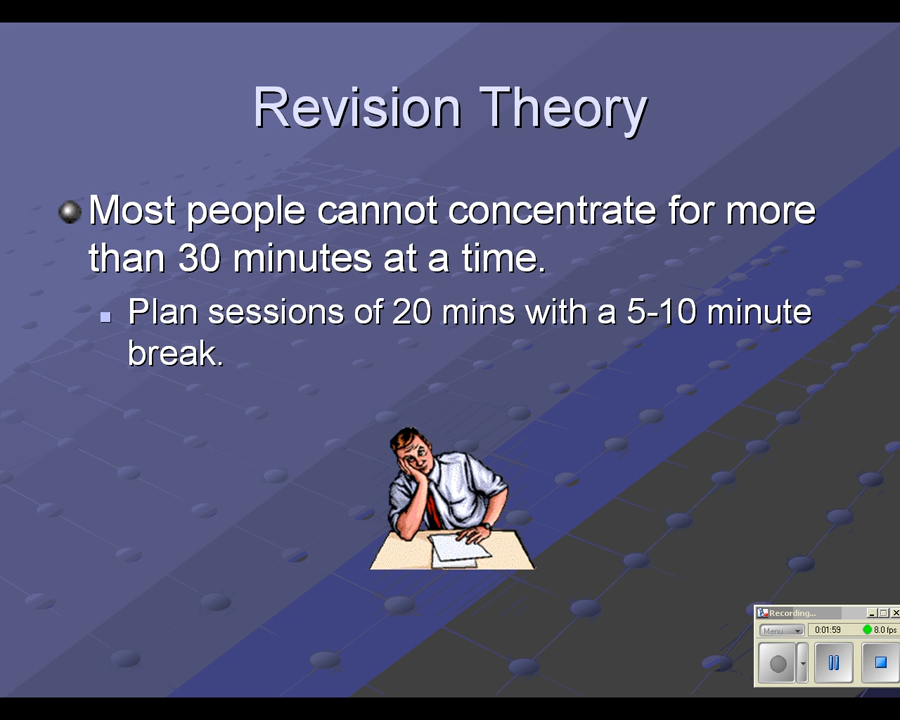 Revision Theory
Most people cannot concentrate for more
than 30 minutes at a time.
Plan sessions of 20 mins with a 5-10 minute
break.
Recording...
Menu
0:01:59
8.0 fps